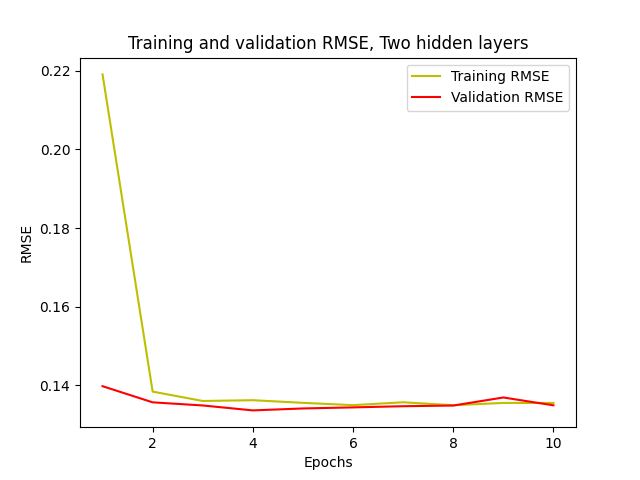 Training and validation RMSE, Two hidden layers
Training RMSE
Validation RMSE
RMSE
0.22
0.20
0.18
0.16
0.14
2 4 6 8 10
Epochs